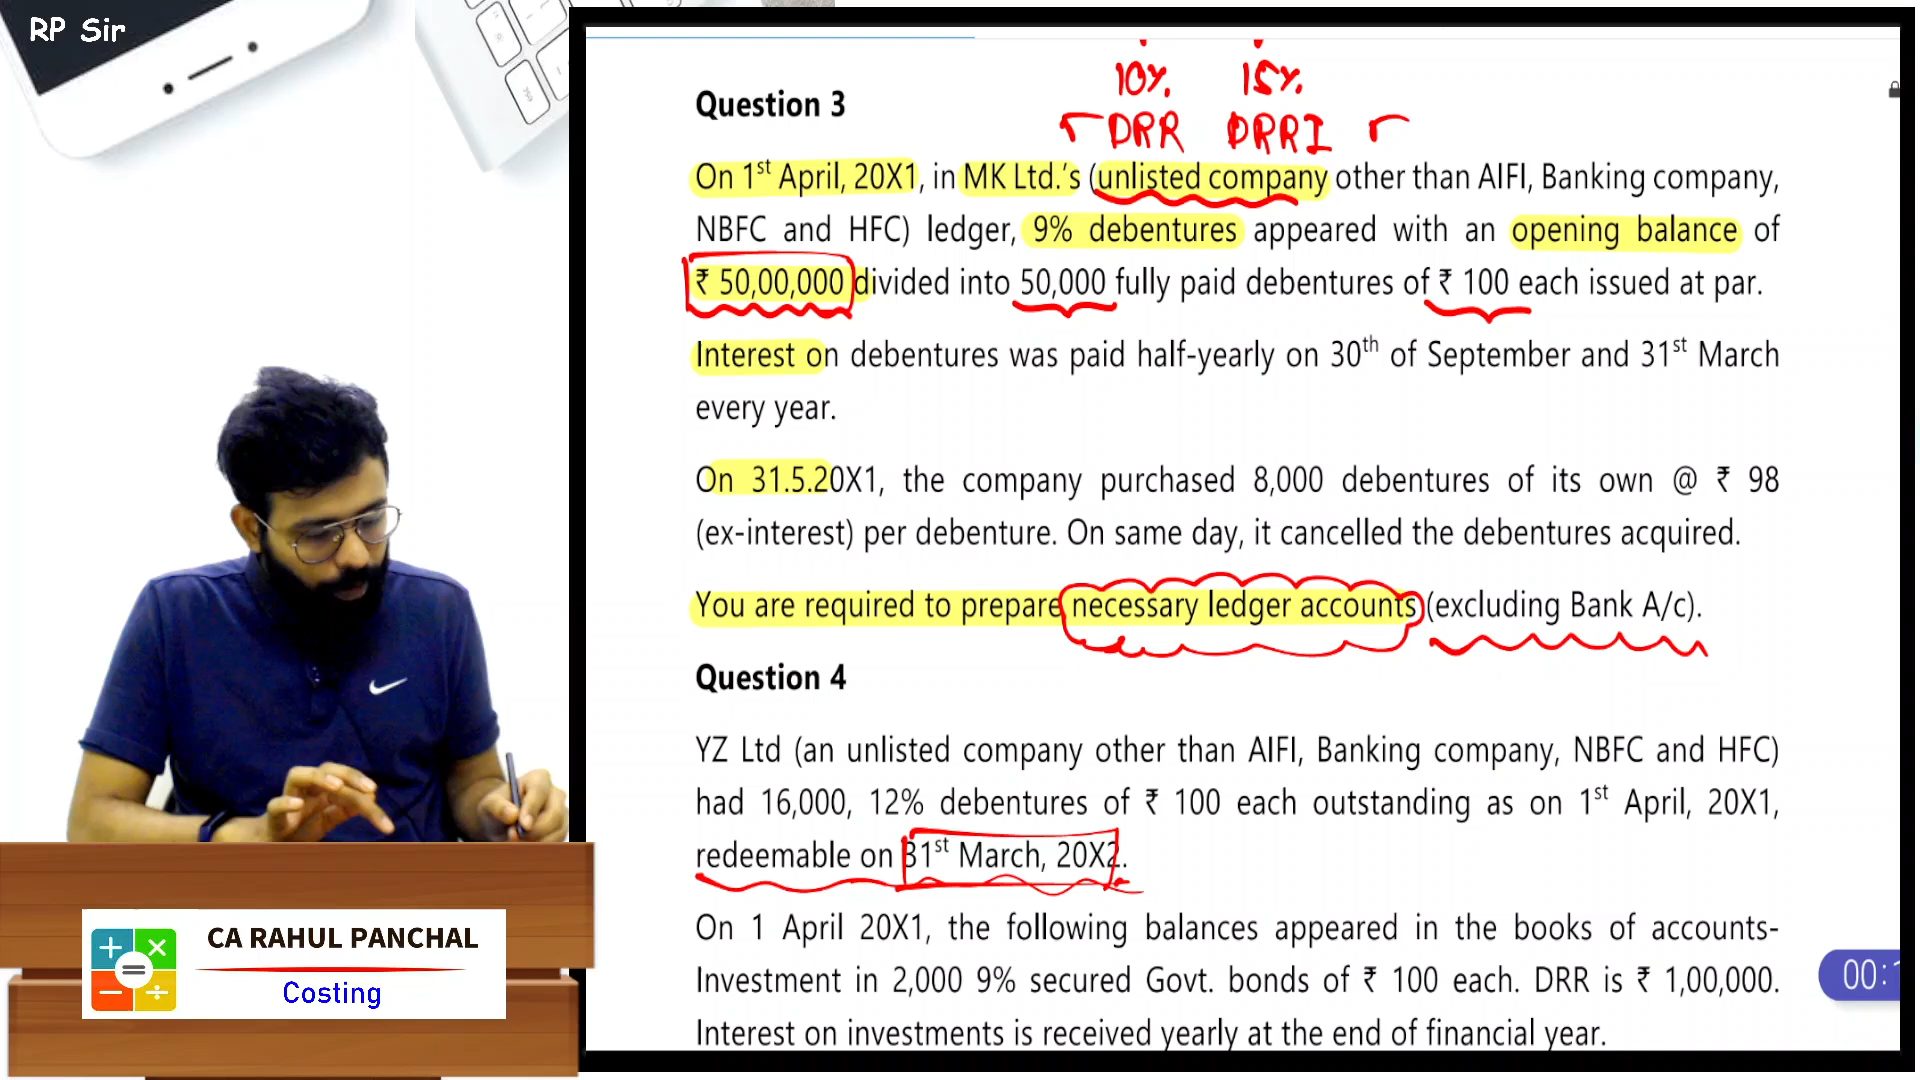 RP Sir
10% 15%
DRR DRRI
Question 3
On 1st April, 20X1, in MK Ltd.'s (unlisted company other than AIFI, Banking company,
NBFC and HFC) ledger, 9% debentures appeared with an opening balance of
₹ 50,00,000 divided into 50,000 fully paid debentures of ₹ 100 each issued at par.
Interest on debentures was paid half-yearly on 30th of September and 31st March
every year.
On 31.5.20X1, the company purchased 8,000 debentures of its own @ ₹ 98
(ex-interest) per debenture. On same day, it cancelled the debentures acquired.
You are required to prepare necessary ledger accounts (excluding Bank A/c).
Question 4
YZ Ltd (an unlisted company other than AIFI, Banking company, NBFC and HFC)
had 16,000, 12% debentures of ₹ 100 each outstanding as on 1st April, 20X1,
redeemable on 31st March, 20X2.
On 1 April 20X1, the following balances appeared in the books of accounts-
Investment in 2,000 9% secured Govt. bonds of ₹ 100 each. DRR is ₹ 1,00,000.
Interest on investments is received yearly at the end of financial year.
CA RAHUL PANCHAL
Costing
00: